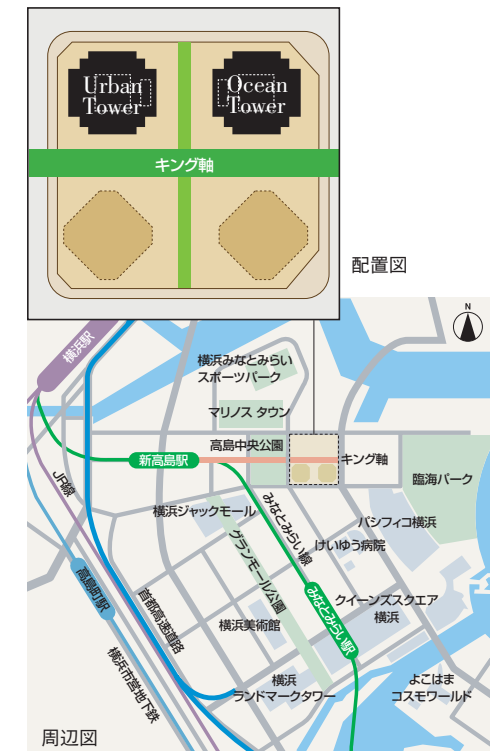 Urban
Tower
Ocean
Tower
キング軸
配置図
N
横浜駅
横浜みなとみらい
スポーツパーク
マリノス タウン
高島中央公園
新高島駅
キング軸
臨海パーク
JR線
横浜ジャックモール
みなとみらい線
パシフィコ横浜
けいゆう病院
グランモール公園
高島町駅
首都高速道路
みなとみらい駅
クイーンズスクエア
横浜
横浜美術館
横浜市営地下鉄
横浜
ランドマークタワー
よこはま
コスモワールド
周辺図